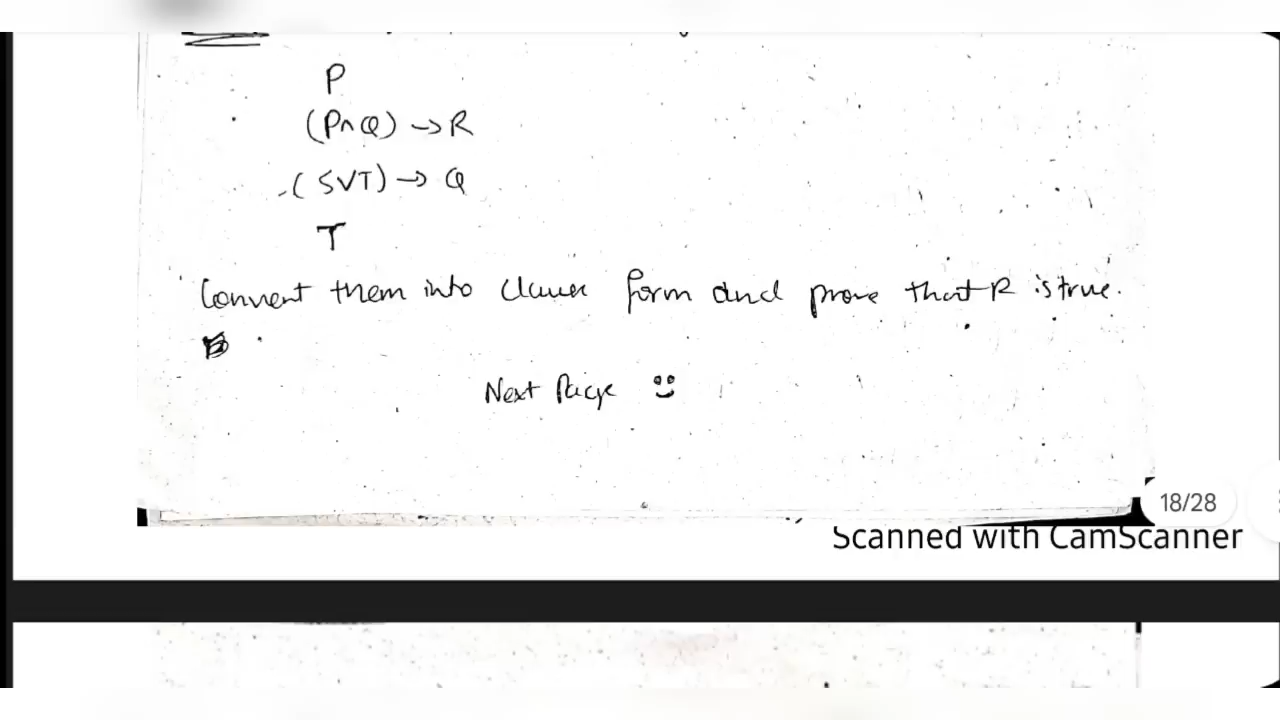 P
(P∧Q) → R
(S∨T) → Q
T
Convert them into clause form and prove that R is true.
Next Page
18/28
Scanned with CamScanner